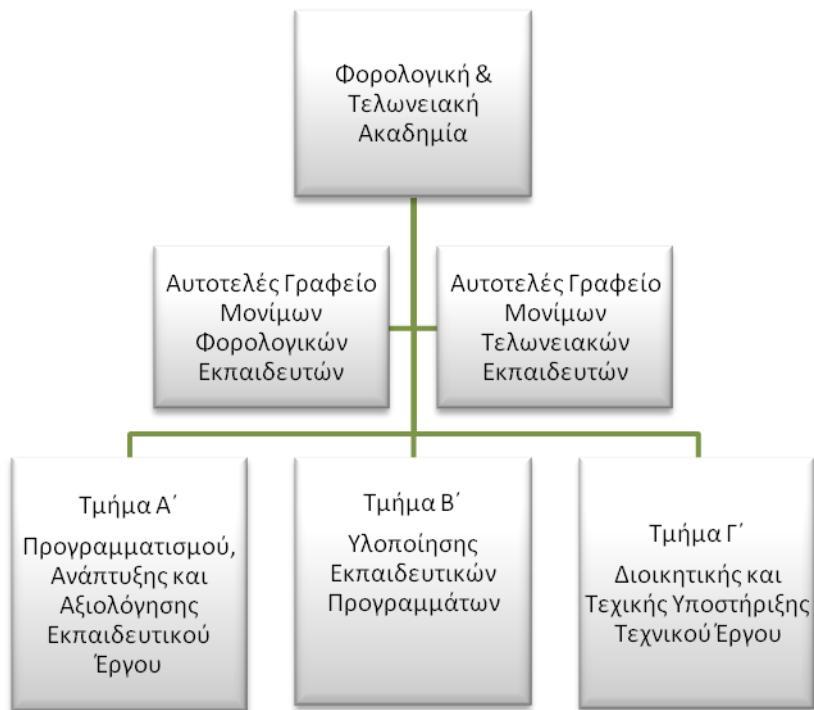 Φορολογική &
Τελωνειακή
Ακαδημία
Αυτοτελές Γραφείο
Μονίμων
Φορολογικών
Εκπαιδευτών
Αυτοτελές Γραφείο
Μονίμων
Τελωνειακών
Εκπαιδευτών
Τμήμα Α΄
Προγραμματισμού,
Ανάπτυξης και
Αξιολόγησης
Εκπαιδευτικού
Έργου
Τμήμα Β΄
Υλοποίησης
Εκπαιδευτικών
Προγραμμάτων
Τμήμα Γ΄
Διοικητικής και
Τεχικής Υποστήριξης
Τεχνικού Έργου